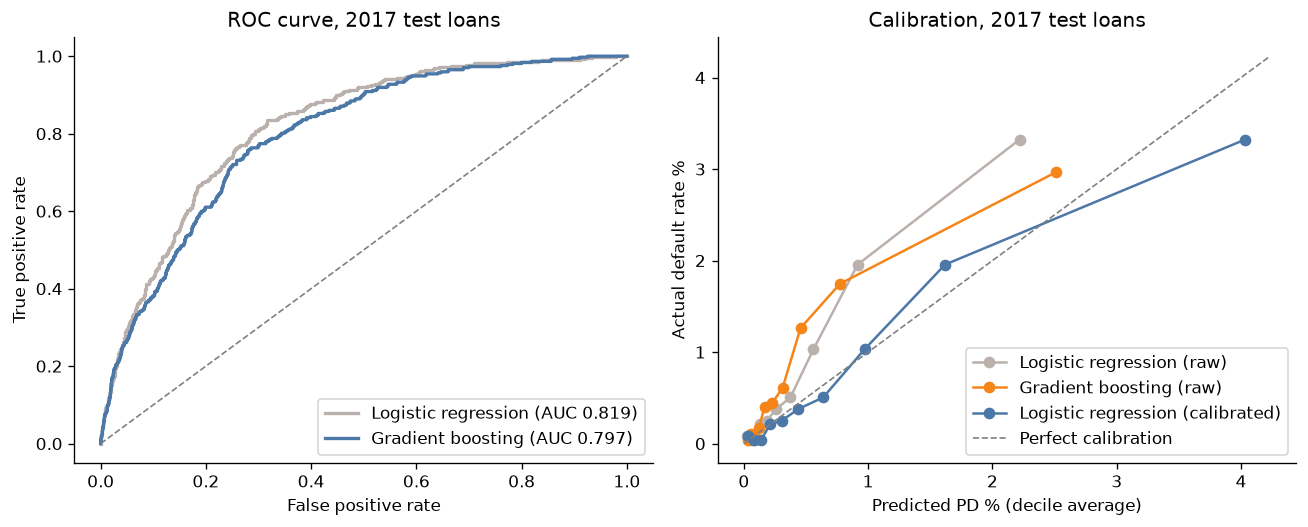 ROC curve, 2017 test loans
True positive rate
1.0
0.8
0.6
0.4
0.2
0.0
0.0 0.2 0.4 0.6 0.8 1.0
False positive rate
Logistic regression (AUC 0.819)
Gradient boosting (AUC 0.797)
Calibration, 2017 test loans
Actual default rate %
4
3
2
1
0
0 1 2 3 4
Predicted PD % (decile average)
Logistic regression (raw)
Gradient boosting (raw)
Logistic regression (calibrated)
Perfect calibration